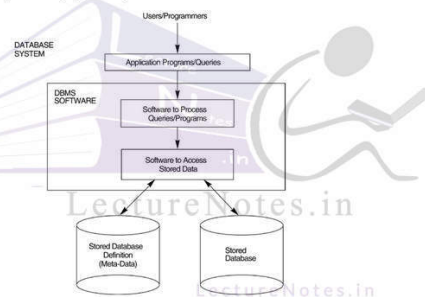 Users/Programmers
DATABASE
SYSTEM
Application Programs/Queries
DBMS
SOFTWARE
Software to Process
Queries/Programs
Software to Access
Stored Data
LectureNotes.in
Stored Database
Definition
(Meta-Data)
Stored
Database
LectureNotes.in